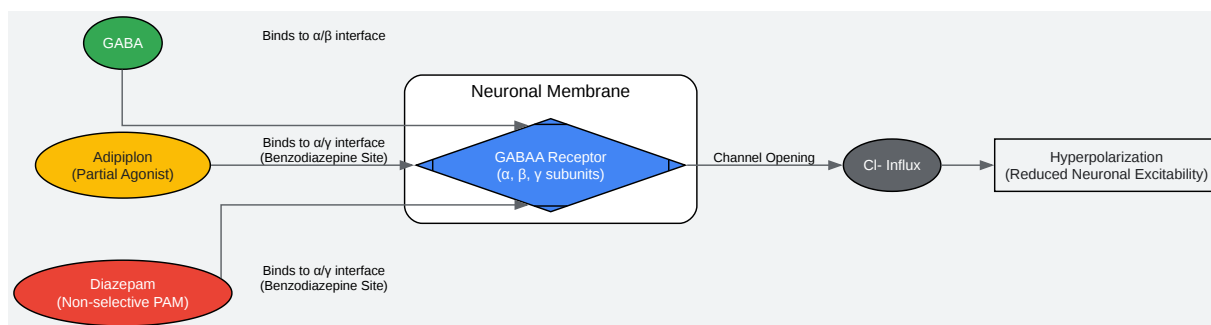 GABA
Binds to α/β interface
Neuronal Membrane
Adipiplon
(Partial Agonist)
Binds to α/γ interface
(Benzodiazepine Site)
GABAA Receptor
(α, β, γ subunits)
Channel Opening
Cl- Influx
Hyperpolarization
(Reduced Neuronal Excitability)
Diazepam
(Non-selective PAM)
Binds to α/γ interface
(Benzodiazepine Site)